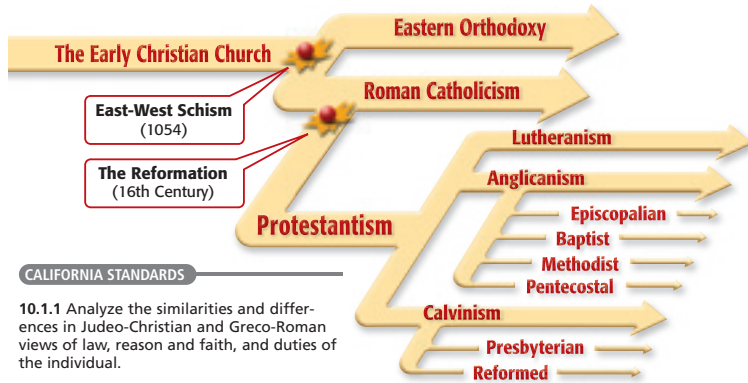 Eastern Orthodoxy
The Early Christian Church
Roman Catholicism
East-West Schism
(1054)
The Reformation
(16th Century)
Lutheranism
Anglicanism
Episcopalian
Protestantism
Baptist
Methodist
Pentecostal
Calvinism
Presbyterian
Reformed
CALIFORNIA STANDARDS
10.1.1 Analyze the similarities and differ-
ences in Judeo-Christian and Greco-Roman
views of law, reason and faith, and duties of
the individual.